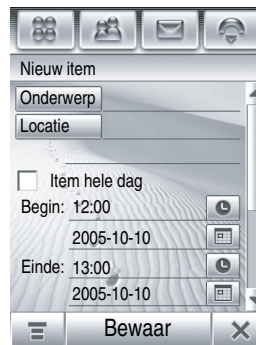 Nieuw item
Onderwerp
Locatie
Item hele dag
Begin: 12:00
2005-10-10
Einde: 13:00
2005-10-10
Bewaar